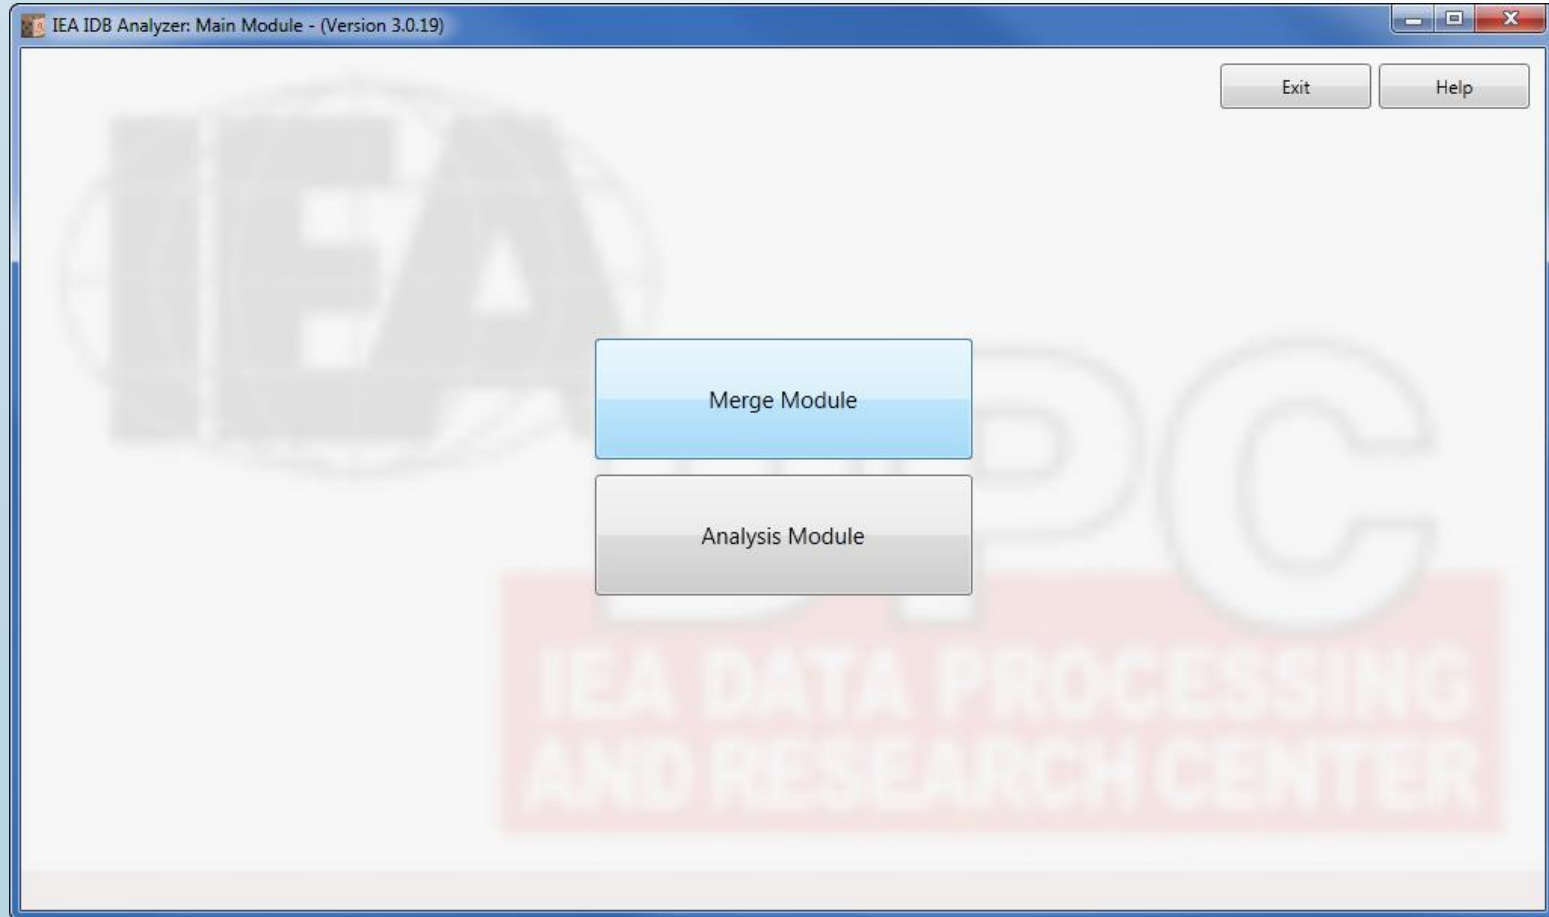 IEA IDB Analyzer: Main Module - (Version 3.0.19)
Exit
Help
IEA
Merge Module
Analysis Module
DPC
IEA DATA PROCESSING
AND RESEARCH CENTER